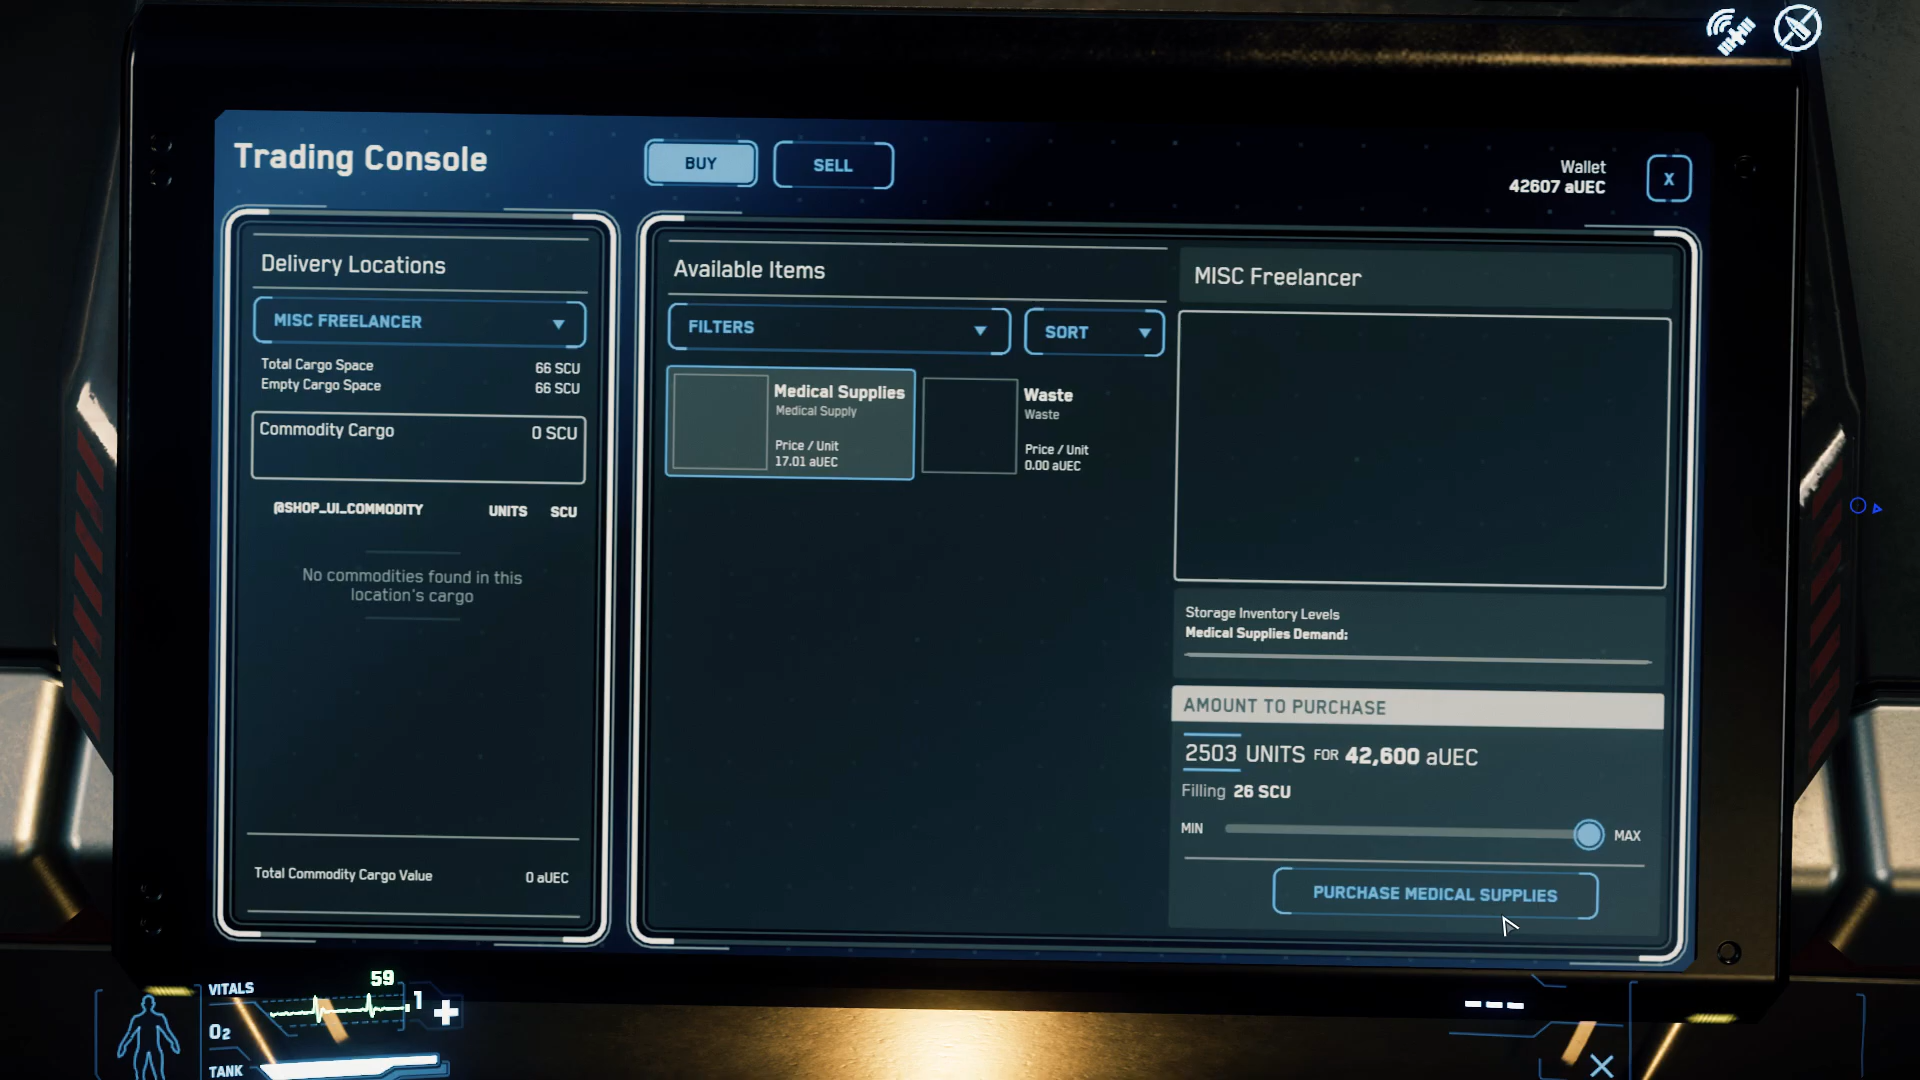 Trading Console
BUY
SELL
Wallet
42607 aUEC
X
Delivery Locations
MISC FREELANCER
Total Cargo Space 66 SCU
Empty Cargo Space 66 SCU
Commodity Cargo 0 SCU
@SHOP_UI_COMMODITY UNITS SCU
No commodities found in this
location's cargo
Total Commodity Cargo Value 0 aUEC
Available Items
FILTERS
SORT
Medical Supplies
Medical Supply
Price / Unit
17.01 aUEC
Waste
Waste
Price / Unit
0.00 aUEC
MISC Freelancer
Storage Inventory Levels
Medical Supplies Demand:
AMOUNT TO PURCHASE
2503 UNITS FOR 42,600 aUEC
Filling 26 SCU
MIN MAX
PURCHASE MEDICAL SUPPLIES
59
VITALS
1
O2
TANK